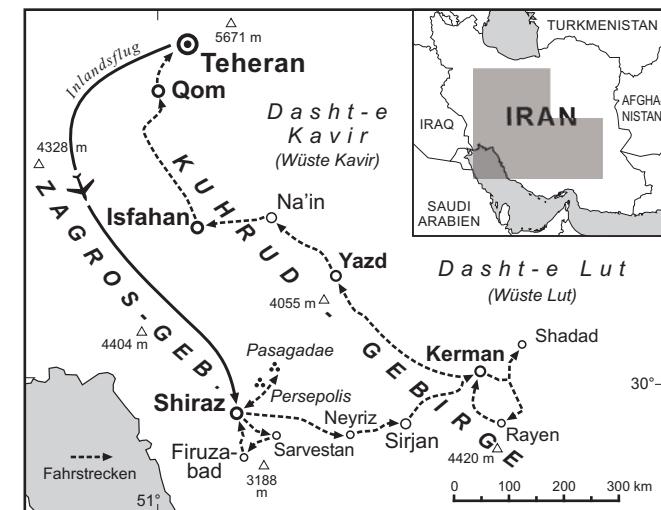 5671 m
Inlandsflug
Teheran
Qom
Dasht-e
Kavir
(Wüste Kavir)
4328 m
ZAGROS-GEB.
KUHRUD-GEBIRGE
Isfahan
Na'in
Yazd
Dasht-e Lut
(Wüste Lut)
4055 m
4404 m
Pasagadae
Persepolis
Kerman
Shadad
30°
Shiraz
Neyriz
Sirjan
Rayen
Firuza-
bad
Sarvestan
3188
m
4420 m
Fahrstrecken
51°
0 100 200 300 km
TURKMENISTAN
IRAN
AFGHA-
NISTAN
IRAQ
SAUDI
ARABIEN